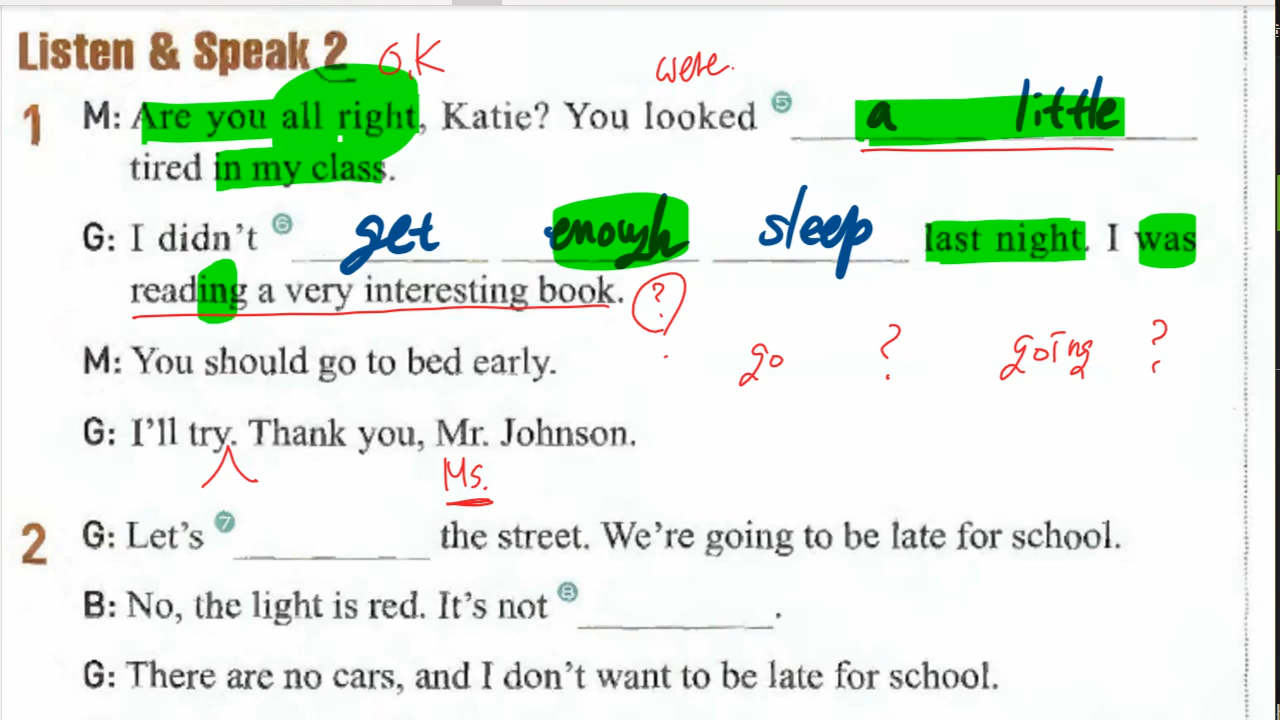 Listen & Speak 2
O.K
were.
1 M: Are you all right, Katie? You looked ⑤ a little
tired in my class.
G: I didn't ⑥ get enough sleep last night. I was
reading a very interesting book. ?
go ? going ?
M: You should go to bed early.
G: I'll try. Thank you, Mr. Johnson.
Ms.
2 G: Let's ⑦ ________ the street. We're going to be late for school.
B: No, the light is red. It's not ⑧ ________.
G: There are no cars, and I don't want to be late for school.